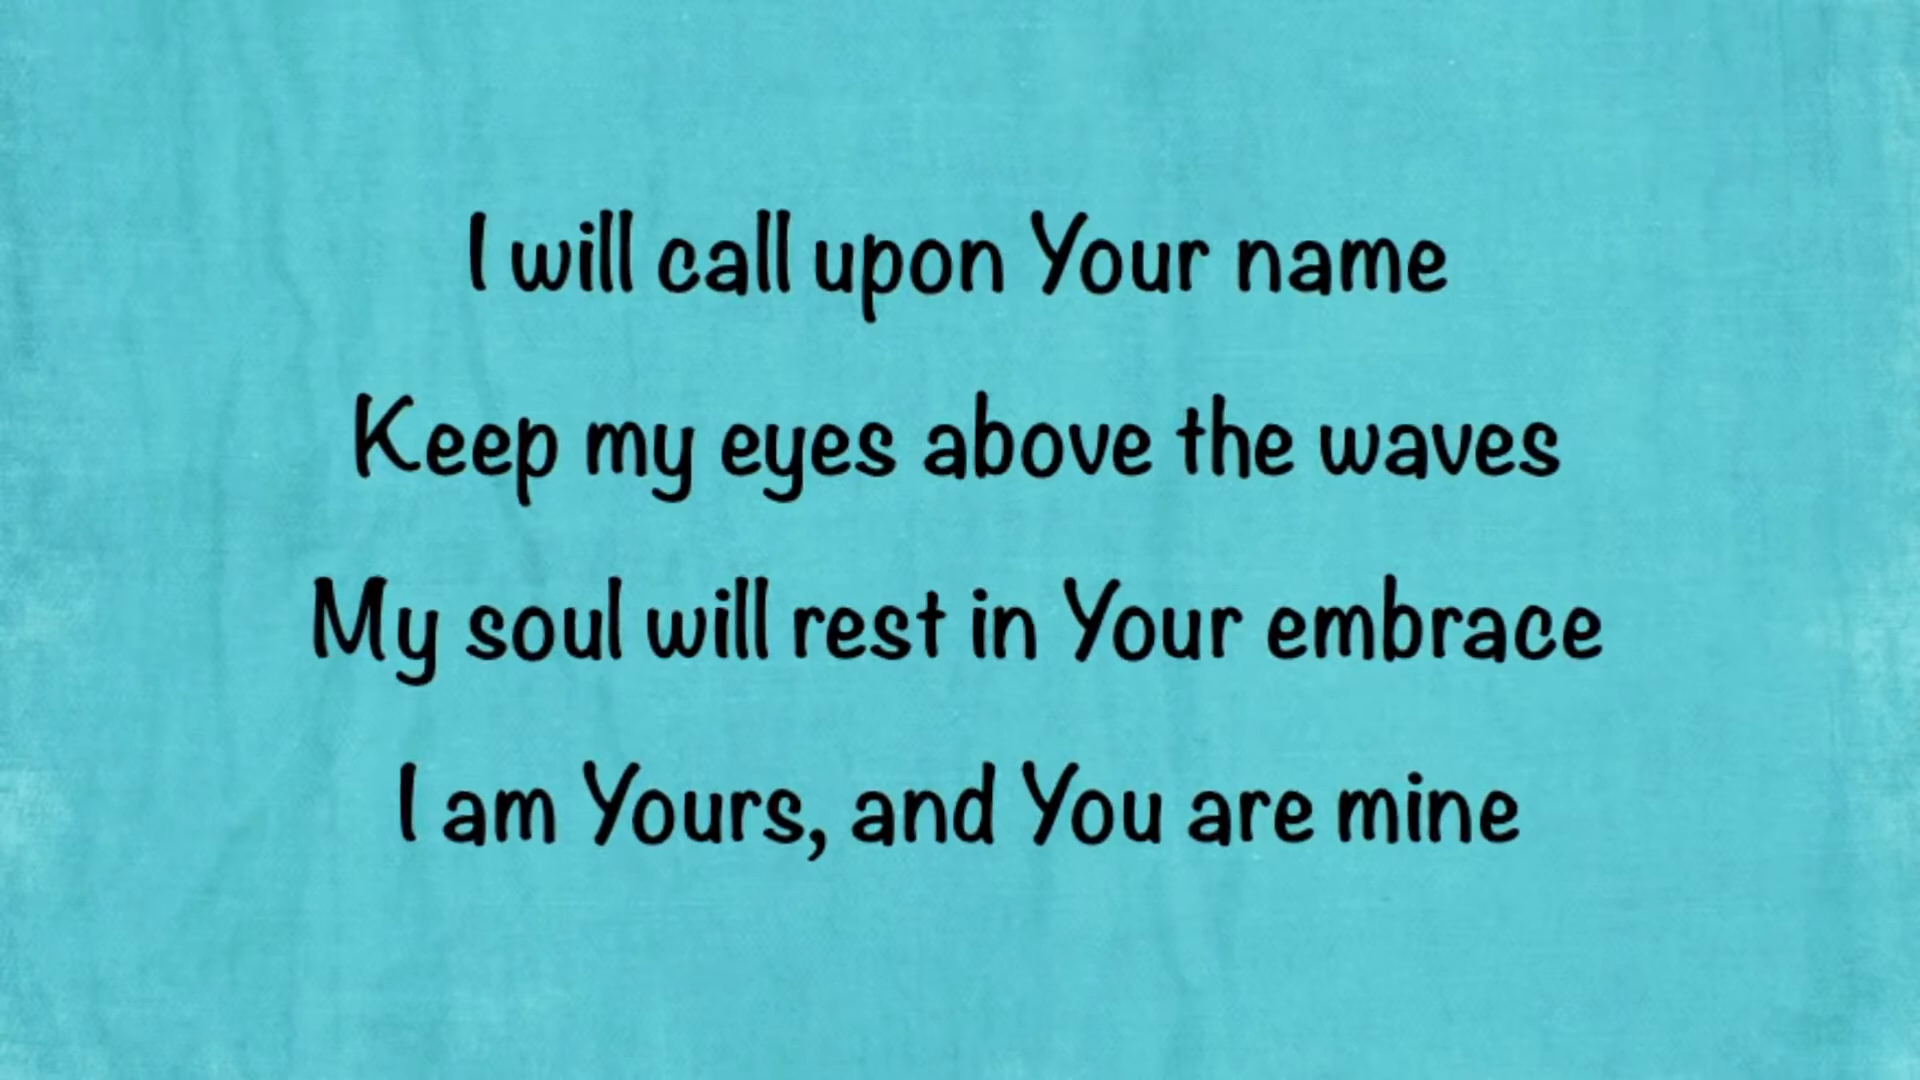 I will call upon Your name
Keep my eyes above the waves
My soul will rest in Your embrace
I am Yours, and You are mine